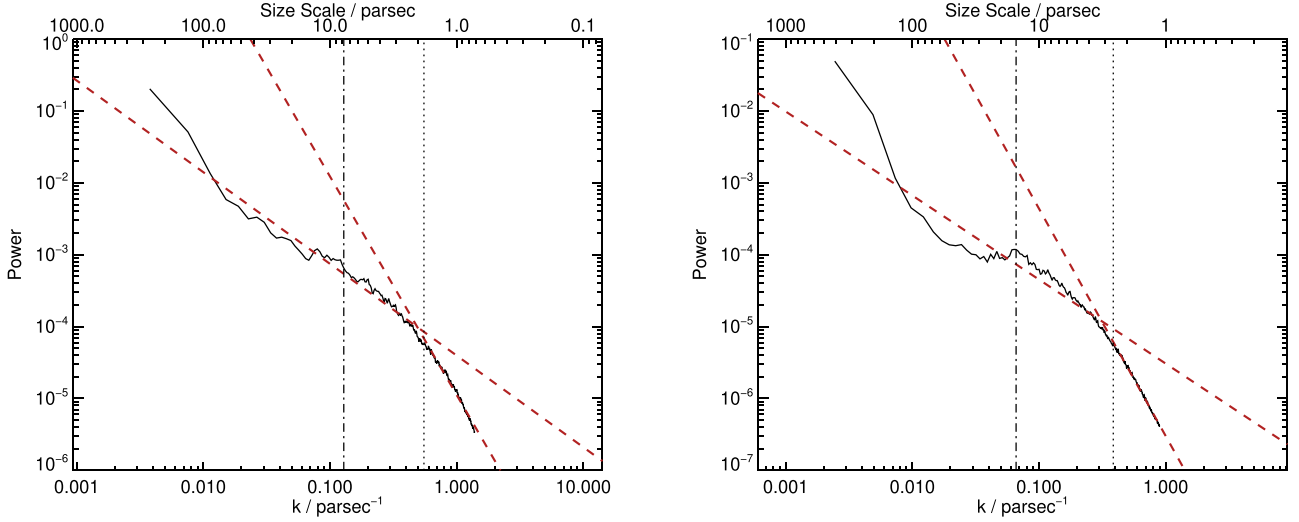 Size Scale / parsec
1000.0 100.0 10.0 1.0 0.1
10⁰
10⁻¹
10⁻²
10⁻³
10⁻⁴
10⁻⁵
10⁻⁶
Power
0.001 0.010 0.100 1.000 10.000
k / parsec⁻¹
Size Scale / parsec
1000 100 10 1
10⁻¹
10⁻²
10⁻³
10⁻⁴
10⁻⁵
10⁻⁶
10⁻⁷
Power
0.001 0.010 0.100 1.000
k / parsec⁻¹